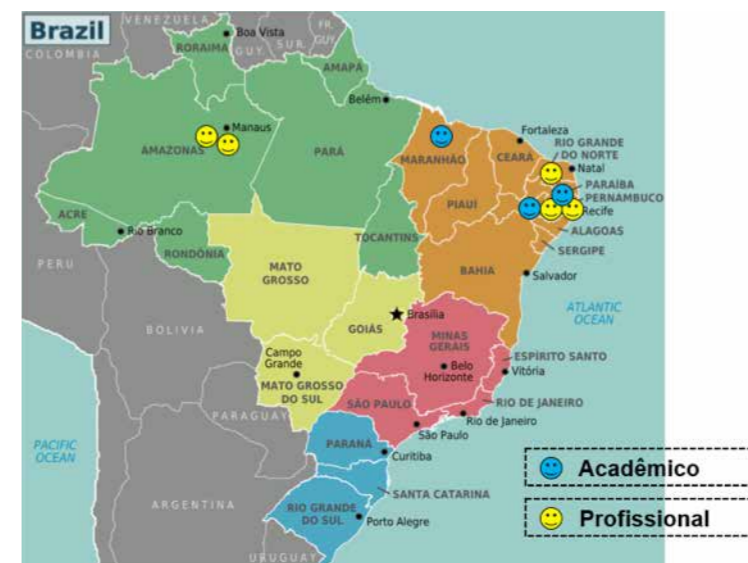 Brazil
VENEZUELA
Boa Vista
FR.
GUY.
COLOMBIA
RORAIMA
GUY.
SUR.
AMAPÁ
Belém
Manaus
AMAZONAS
PARÁ
MARANHÃO
CEARÁ
Fortaleza
RIO GRANDE
DO NORTE
Natal
PARAÍBA
PERNAMBUCO
Recife
PIAUÍ
ALAGOAS
SERGIPE
ACRE
Rio Branco
RONDÔNIA
TOCANTINS
MATO
GROSSO
BAHIA
Salvador
PERU
BOLIVIA
GOIÁS
Brasília
ATLANTIC
OCEAN
MINAS
GERAIS
Belo
Horizonte
ESPÍRITO SANTO
Vitória
Campo
Grande
MATO GROSSO
DO SUL
SÃO PAULO
RIO DE JANEIRO
Rio de Janeiro
São Paulo
PARAGUAY
PARANÁ
Curitiba
PACIFIC
OCEAN
SANTA CATARINA
ARGENTINA
RIO GRANDE
DO SUL
Porto Alegre
URUGUAY
Acadêmico
Profissional